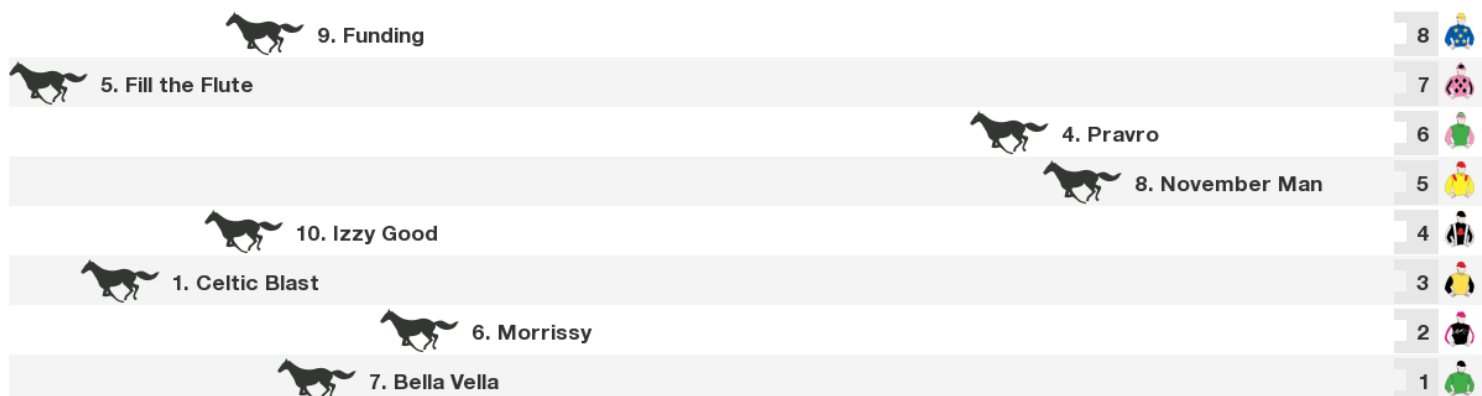 9. Funding 8
5. Fill the Flute 7
4. Pravro 6
8. November Man 5
10. Izzy Good 4
1. Celtic Blast 3
6. Morrissy 2
7. Bella Vella 1